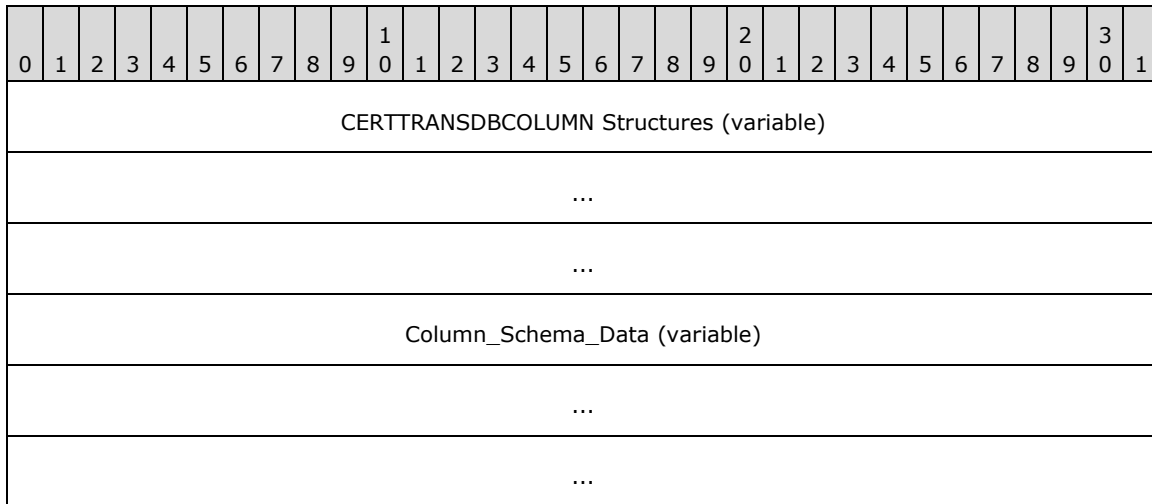 1 2 3
0 1 2 3 4 5 6 7 8 9 0 1 2 3 4 5 6 7 8 9 0 1 2 3 4 5 6 7 8 9 0 1
CERTTRANSDBCOLUMN Structures (variable)
...
...
Column_Schema_Data (variable)
...
...